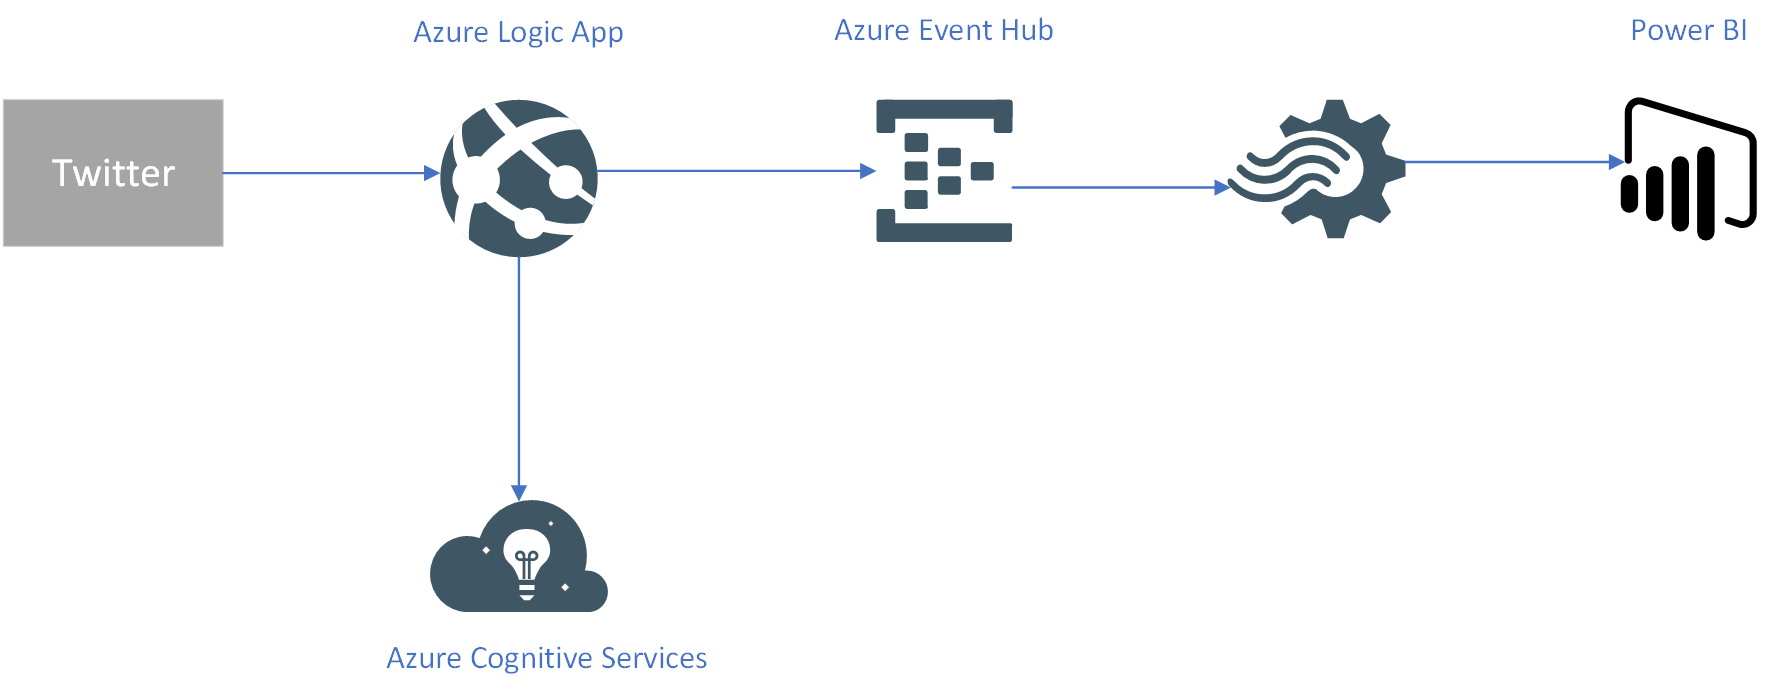 Azure Logic App
Azure Event Hub
Power BI
Twitter
Azure Cognitive Services